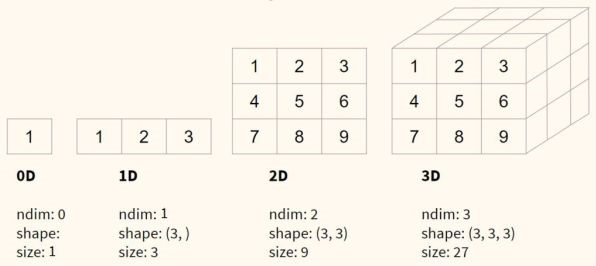 1
1 2 3
1 2 3
4 5 6
7 8 9
1 2 3
4 5 6
7 8 9
0D
ndim: 0
shape:
size: 1
1D
ndim: 1
shape: (3, )
size: 3
2D
ndim: 2
shape: (3, 3)
size: 9
3D
ndim: 3
shape: (3, 3, 3)
size: 27